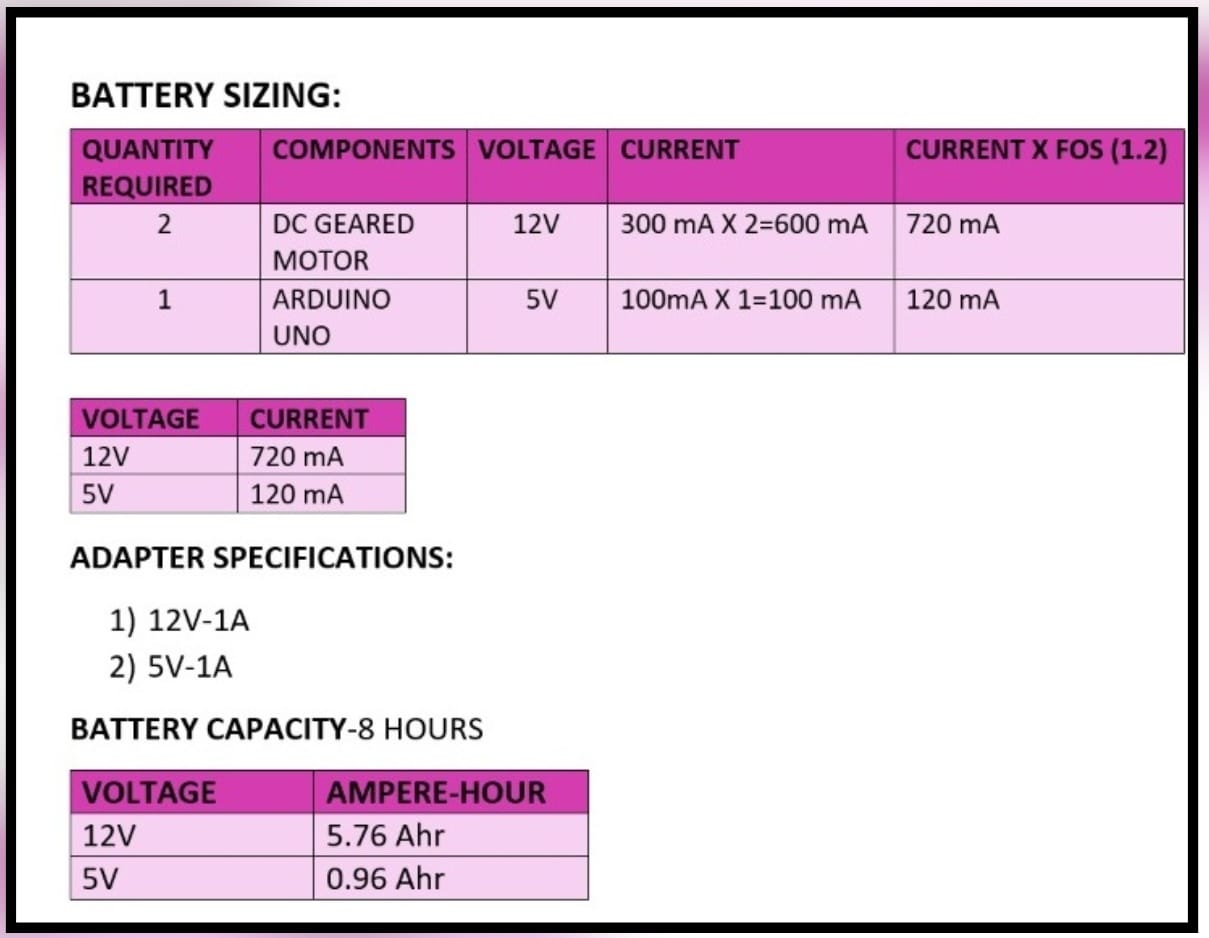 BATTERY SIZING:
QUANTITY REQUIRED COMPONENTS VOLTAGE CURRENT CURRENT X FOS (1.2)
2 DC GEARED MOTOR 12V 300 mA X 2=600 mA 720 mA
1 ARDUINO UNO 5V 100mA X 1=100 mA 120 mA
VOLTAGE CURRENT
12V 720 mA
5V 120 mA
ADAPTER SPECIFICATIONS:
1) 12V-1A
2) 5V-1A
BATTERY CAPACITY-8 HOURS
VOLTAGE AMPERE-HOUR
12V 5.76 Ahr
5V 0.96 Ahr